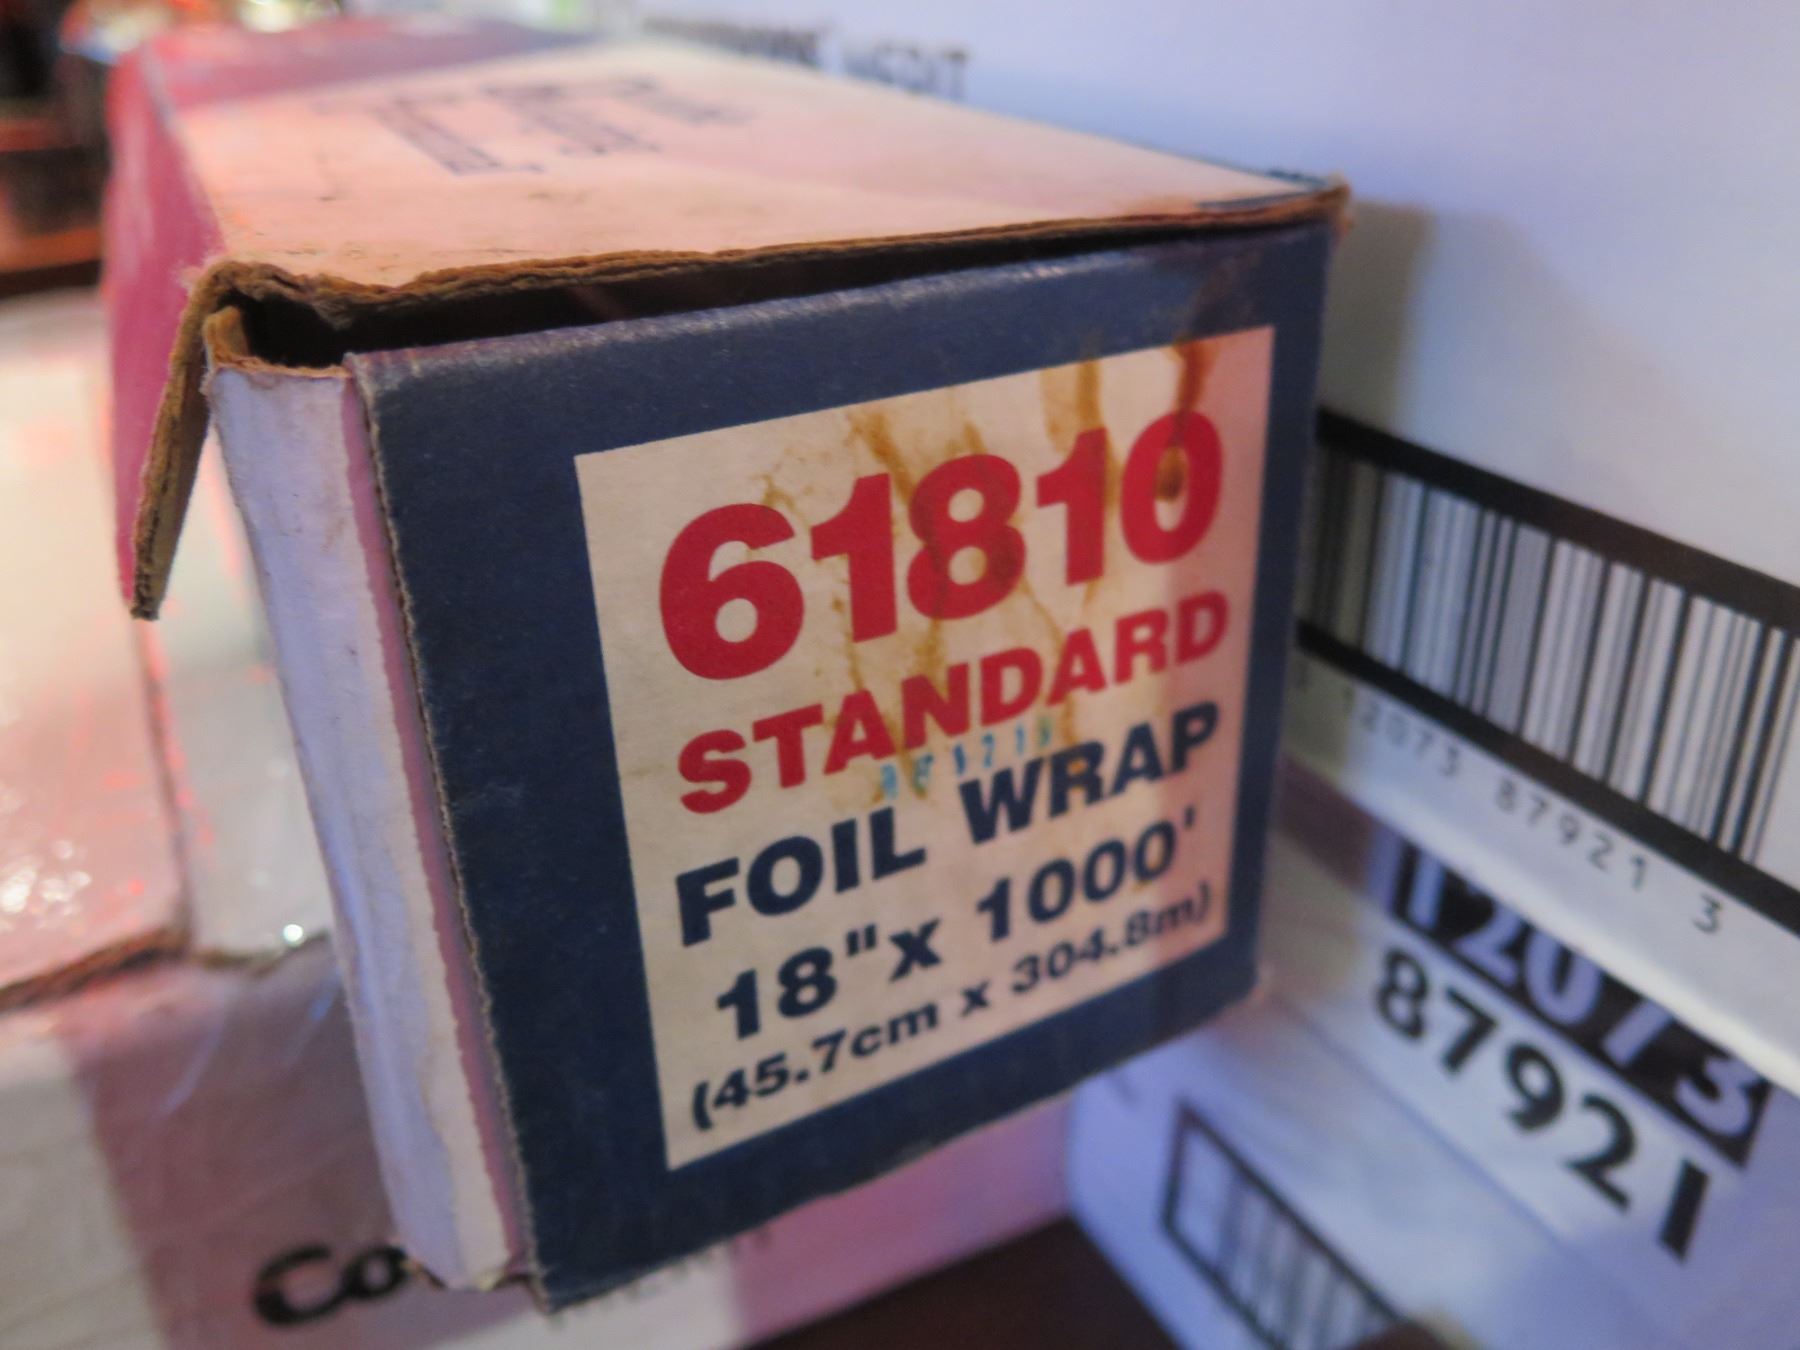 61810
STANDARD
FOIL WRAP
18"x 1000'
(45.7cm x 304.8m)
12073 87921 3
12073
87921